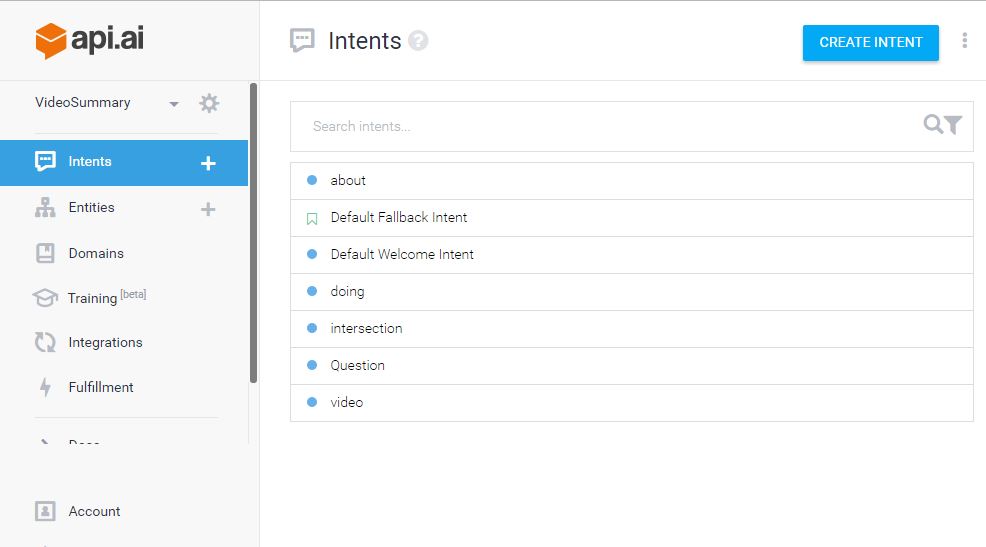 api.ai
Intents
CREATE INTENT
VideoSummary
Search intents...
Intents
Entities
Domains
Training [beta]
Integrations
Fulfillment
Docs
Account
about
Default Fallback Intent
Default Welcome Intent
doing
intersection
Question
video